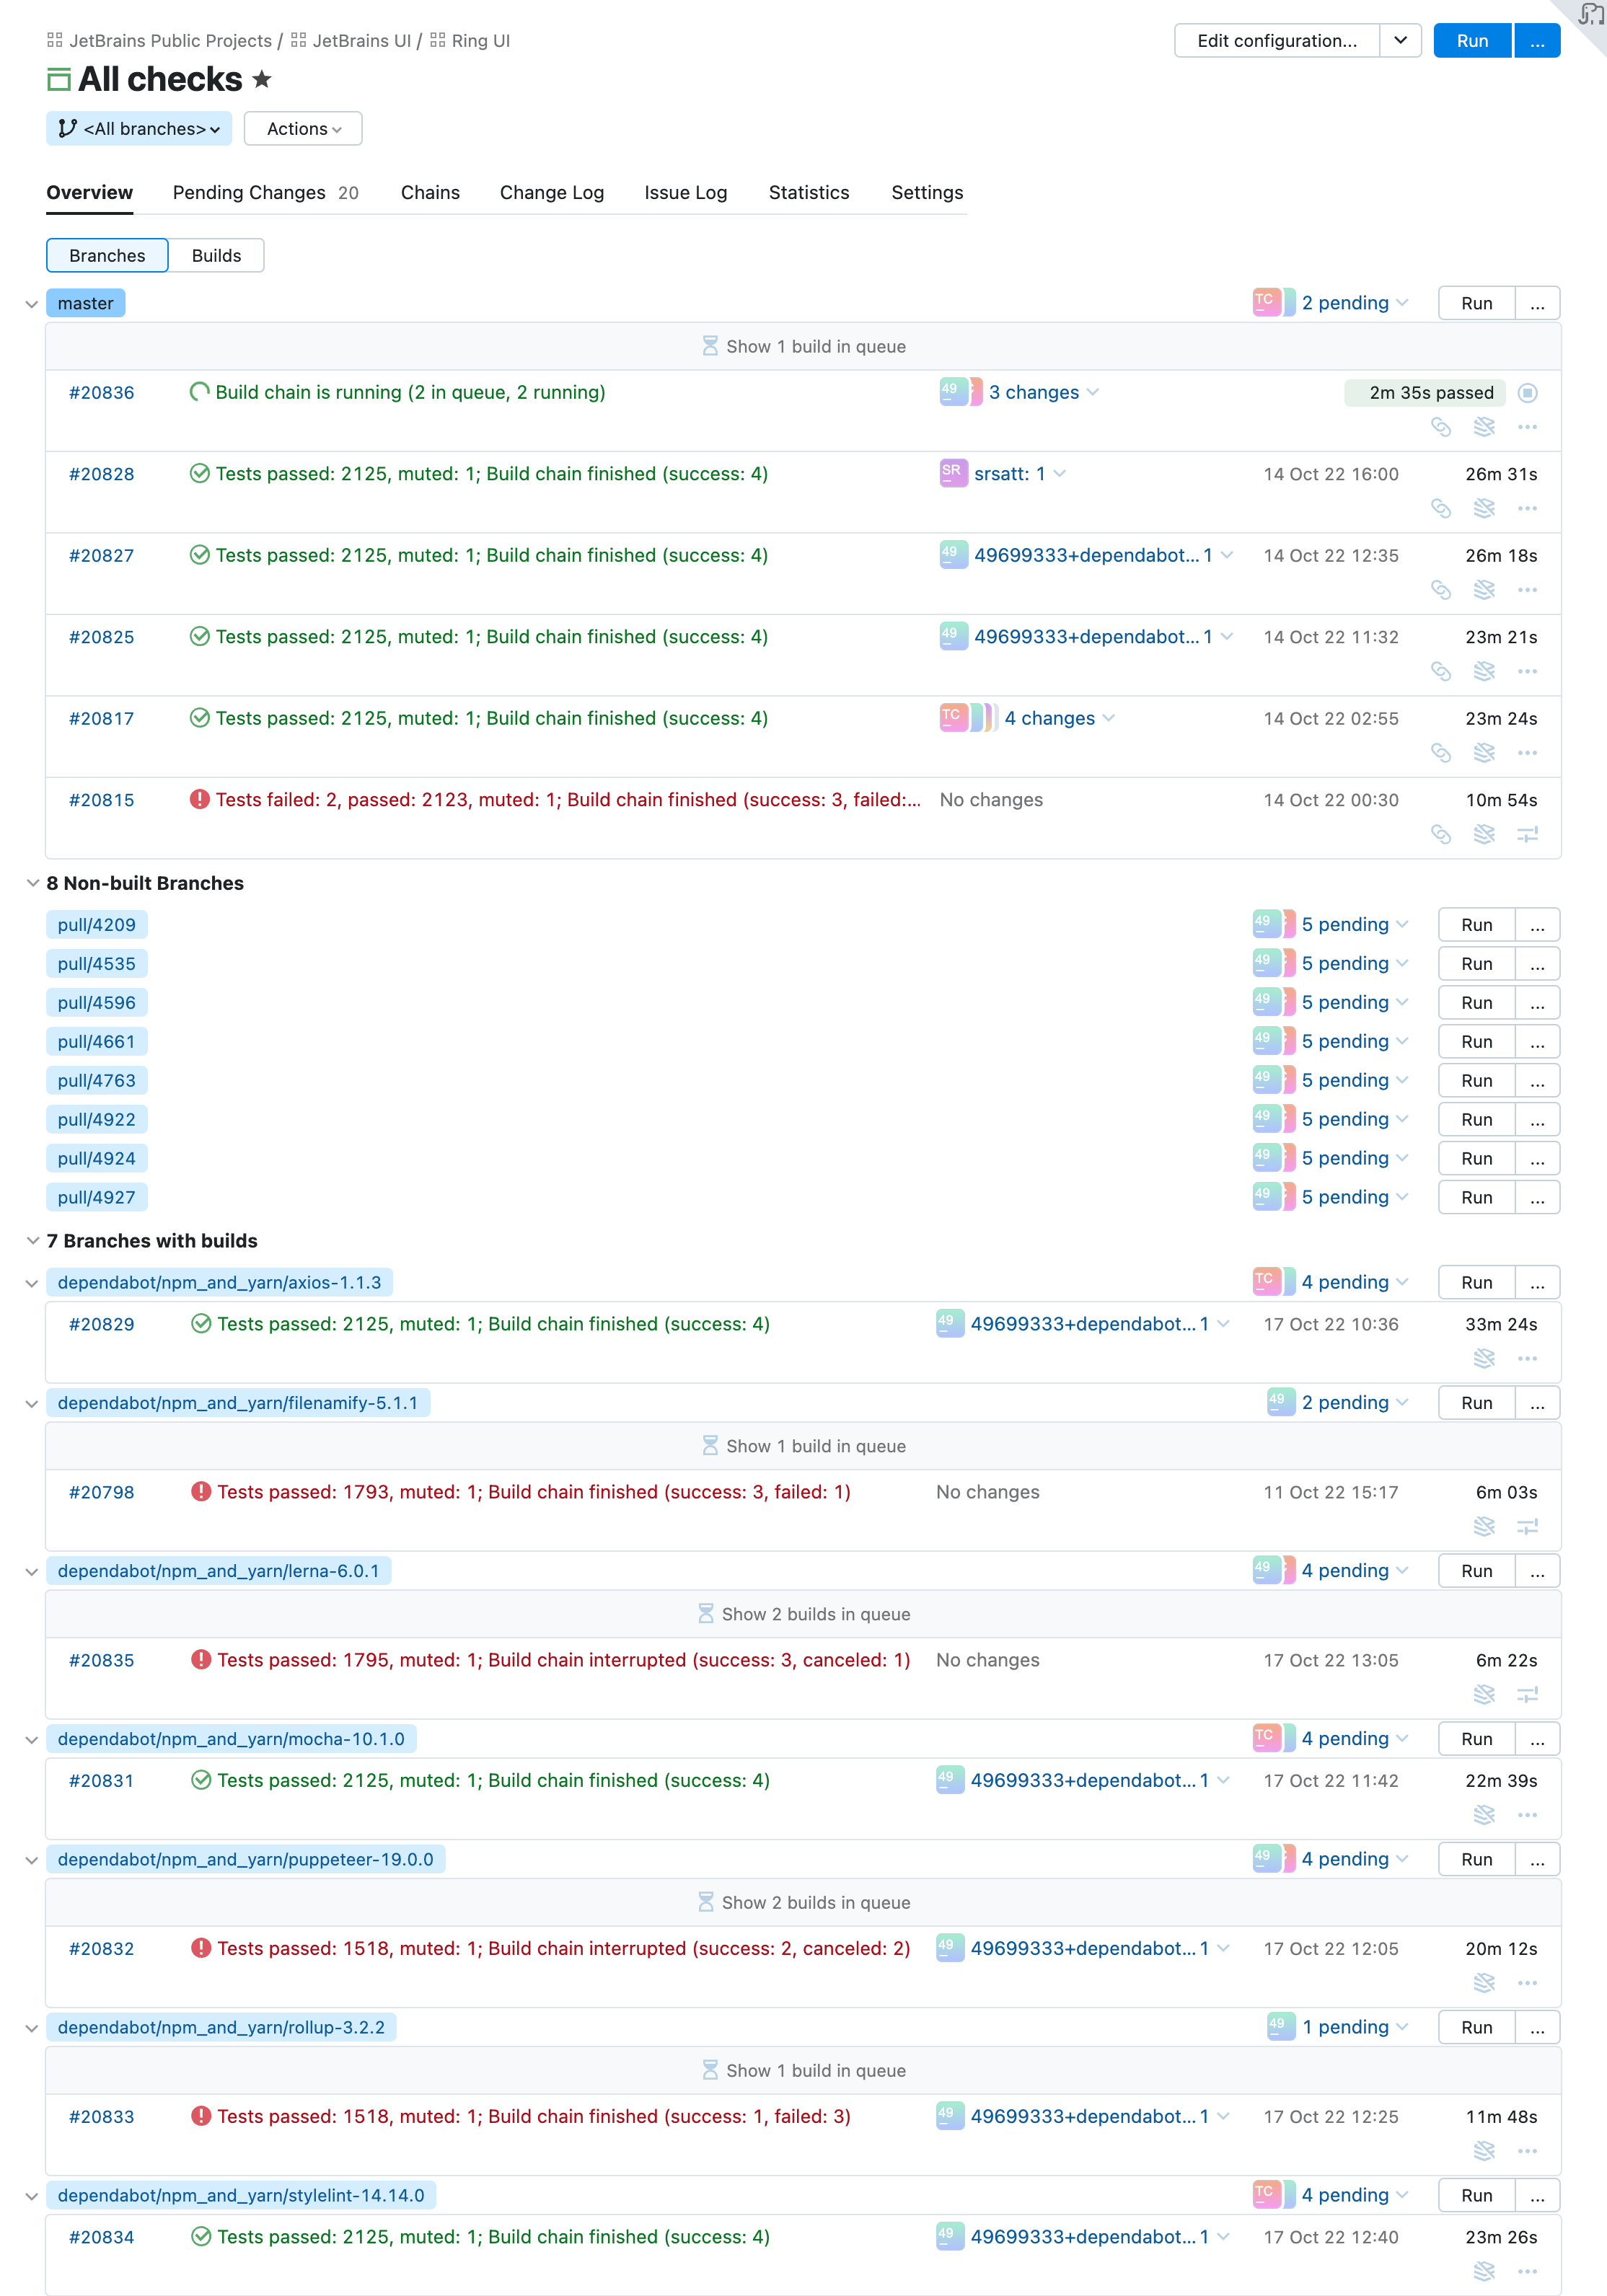 JetBrains Public Projects / JetBrains UI / Ring UI Edit configuration... Run ...
All checks
<All branches> Actions
Overview Pending Changes 20 Chains Change Log Issue Log Statistics Settings
Branches Builds
master TC 2 pending Run ...
Show 1 build in queue
#20836 Build chain is running (2 in queue, 2 running) 49 3 changes 2m 35s passed
#20828 Tests passed: 2125, muted: 1; Build chain finished (success: 4) SR srsatt: 1 14 Oct 22 16:00 26m 31s
#20827 Tests passed: 2125, muted: 1; Build chain finished (success: 4) 49 49699333+dependabot... 1 14 Oct 22 12:35 26m 18s
#20825 Tests passed: 2125, muted: 1; Build chain finished (success: 4) 49 49699333+dependabot... 1 14 Oct 22 11:32 23m 21s
#20817 Tests passed: 2125, muted: 1; Build chain finished (success: 4) TC 4 changes 14 Oct 22 02:55 23m 24s
#20815 Tests failed: 2, passed: 2123, muted: 1; Build chain finished (success: 3, failed:... No changes 14 Oct 22 00:30 10m 54s
8 Non-built Branches
pull/4209 49 5 pending Run ...
pull/4535 49 5 pending Run ...
pull/4596 49 5 pending Run ...
pull/4661 49 5 pending Run ...
pull/4763 49 5 pending Run ...
pull/4922 49 5 pending Run ...
pull/4924 49 5 pending Run ...
pull/4927 49 5 pending Run ...
7 Branches with builds
dependabot/npm_and_yarn/axios-1.1.3 TC 4 pending Run ...
#20829 Tests passed: 2125, muted: 1; Build chain finished (success: 4) 49 49699333+dependabot... 1 17 Oct 22 10:36 33m 24s
dependabot/npm_and_yarn/filenamify-5.1.1 49 2 pending Run ...
Show 1 build in queue
#20798 Tests passed: 1793, muted: 1; Build chain finished (success: 3, failed: 1) No changes 11 Oct 22 15:17 6m 03s
dependabot/npm_and_yarn/lerna-6.0.1 49 4 pending Run ...
Show 2 builds in queue
#20835 Tests passed: 1795, muted: 1; Build chain interrupted (success: 3, canceled: 1) No changes 17 Oct 22 13:05 6m 22s
dependabot/npm_and_yarn/mocha-10.1.0 TC 4 pending Run ...
#20831 Tests passed: 2125, muted: 1; Build chain finished (success: 4) 49 49699333+dependabot... 1 17 Oct 22 11:42 22m 39s
dependabot/npm_and_yarn/puppeteer-19.0.0 49 4 pending Run ...
Show 2 builds in queue
#20832 Tests passed: 1518, muted: 1; Build chain interrupted (success: 2, canceled: 2) 49 49699333+dependabot... 1 17 Oct 22 12:05 20m 12s
dependabot/npm_and_yarn/rollup-3.2.2 49 1 pending Run ...
Show 1 build in queue
#20833 Tests passed: 1518, muted: 1; Build chain finished (success: 1, failed: 3) 49 49699333+dependabot... 1 17 Oct 22 12:25 11m 48s
dependabot/npm_and_yarn/stylelint-14.14.0 TC 4 pending Run ...
#20834 Tests passed: 2125, muted: 1; Build chain finished (success: 4) 49 49699333+dependabot... 1 17 Oct 22 12:40 23m 26s